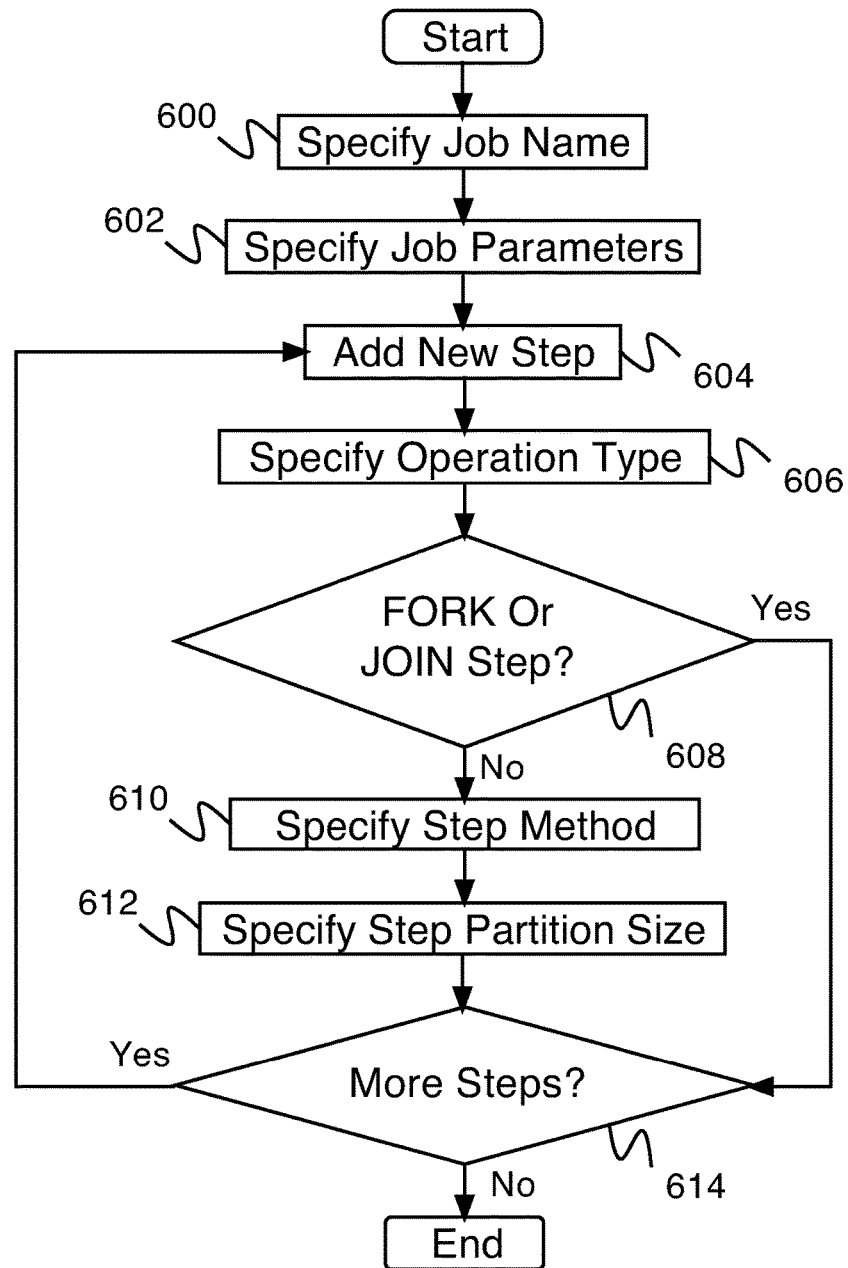 Start
600
Specify Job Name
602
Specify Job Parameters
Add New Step
604
Specify Operation Type
606
FORK Or
JOIN Step?
Yes
608
No
610
Specify Step Method
612
Specify Step Partition Size
Yes
More Steps?
614
No
End